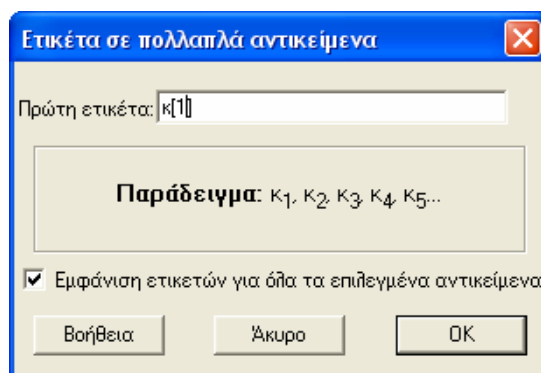 Ετικέτα σε πολλαπλά αντικείμενα
Πρώτη ετικέτα: κ[1]
Παράδειγμα: κ1, κ2, κ3, κ4, κ5...
Εμφάνιση ετικετών για όλα τα επιλεγμένα αντικείμενα
Βοήθεια Άκυρο OK